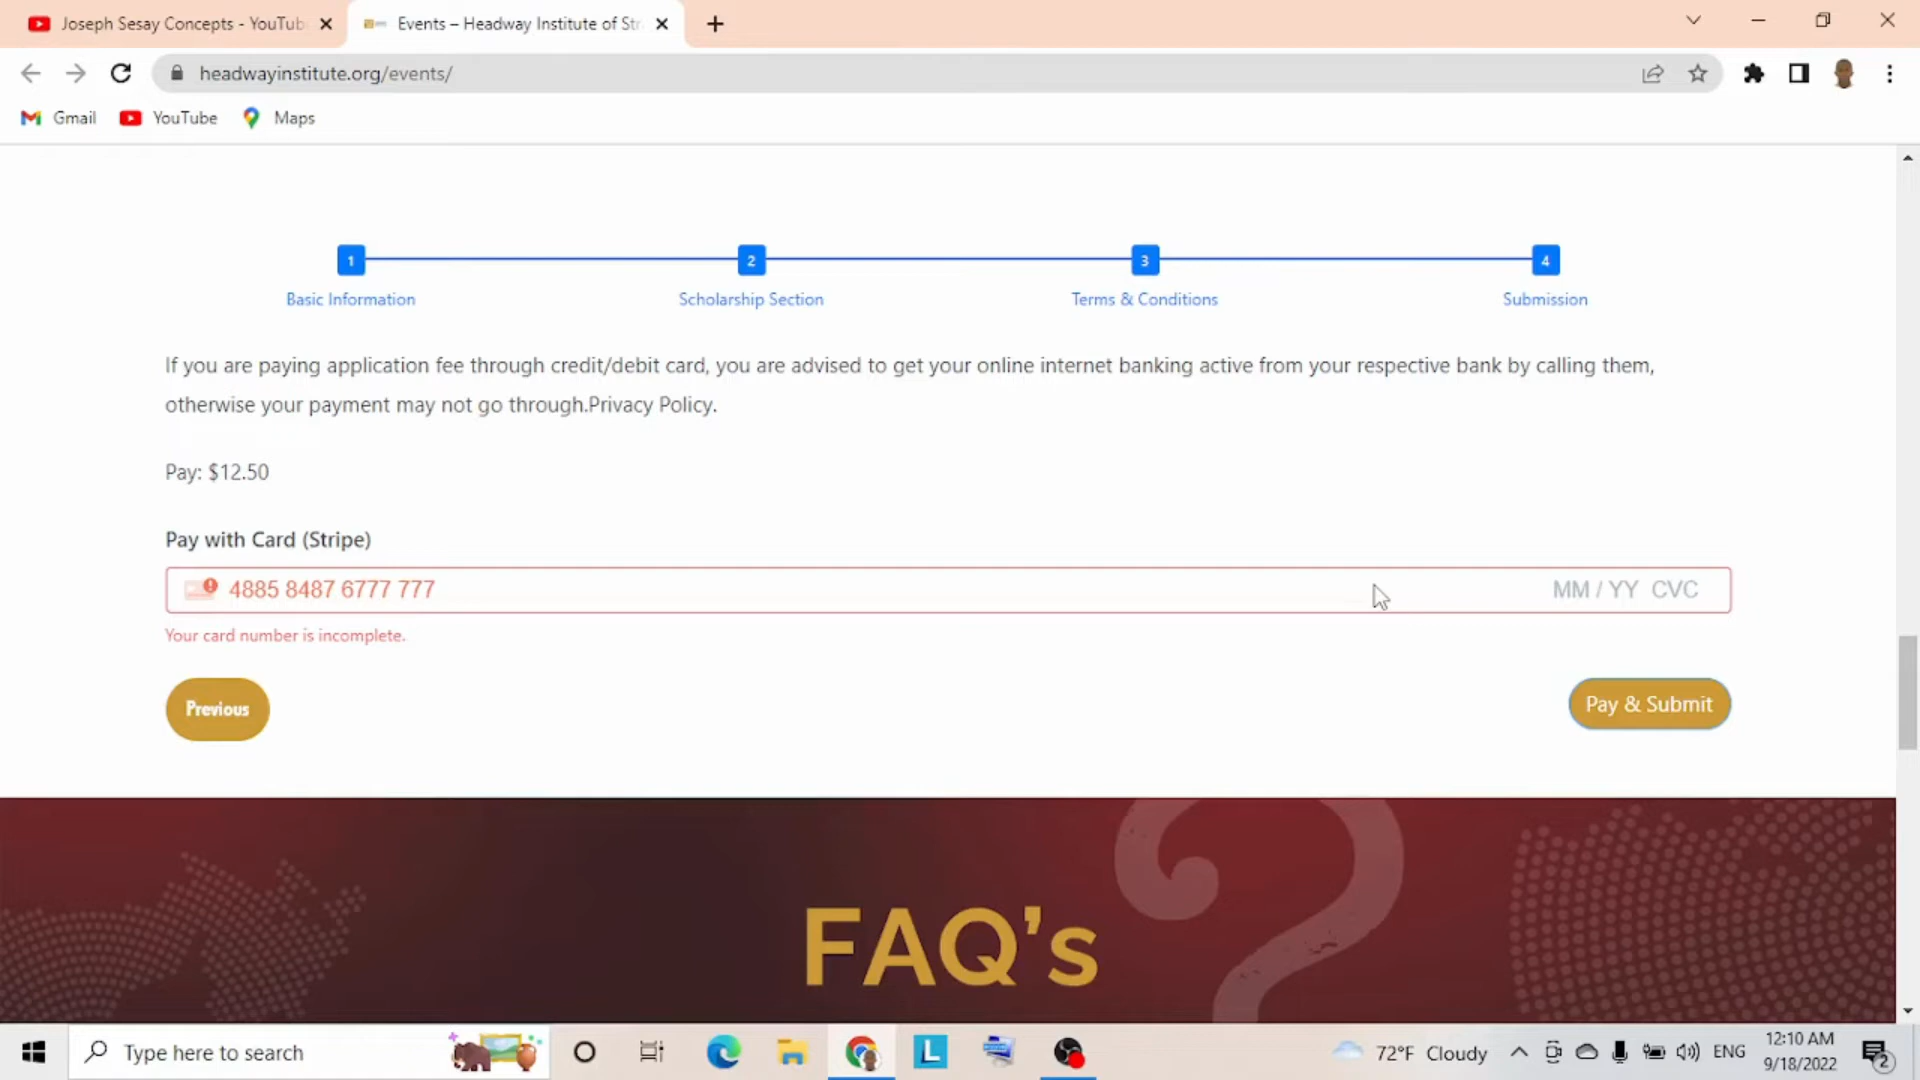 Joseph Sesay Concepts - YouTub
Events – Headway Institute of Str
headwayinstitute.org/events/
Gmail
YouTube
Maps
1
2
3
4
Basic Information
Scholarship Section
Terms & Conditions
Submission
If you are paying application fee through credit/debit card, you are advised to get your online internet banking active from your respective bank by calling them,
otherwise your payment may not go through.Privacy Policy.
Pay: $12.50
Pay with Card (Stripe)
4885 8487 6777 777
MM / YY CVC
Your card number is incomplete.
Previous
Pay & Submit
FAQ's
Type here to search
L
72°F Cloudy
ENG
12:10 AM
9/18/2022
2